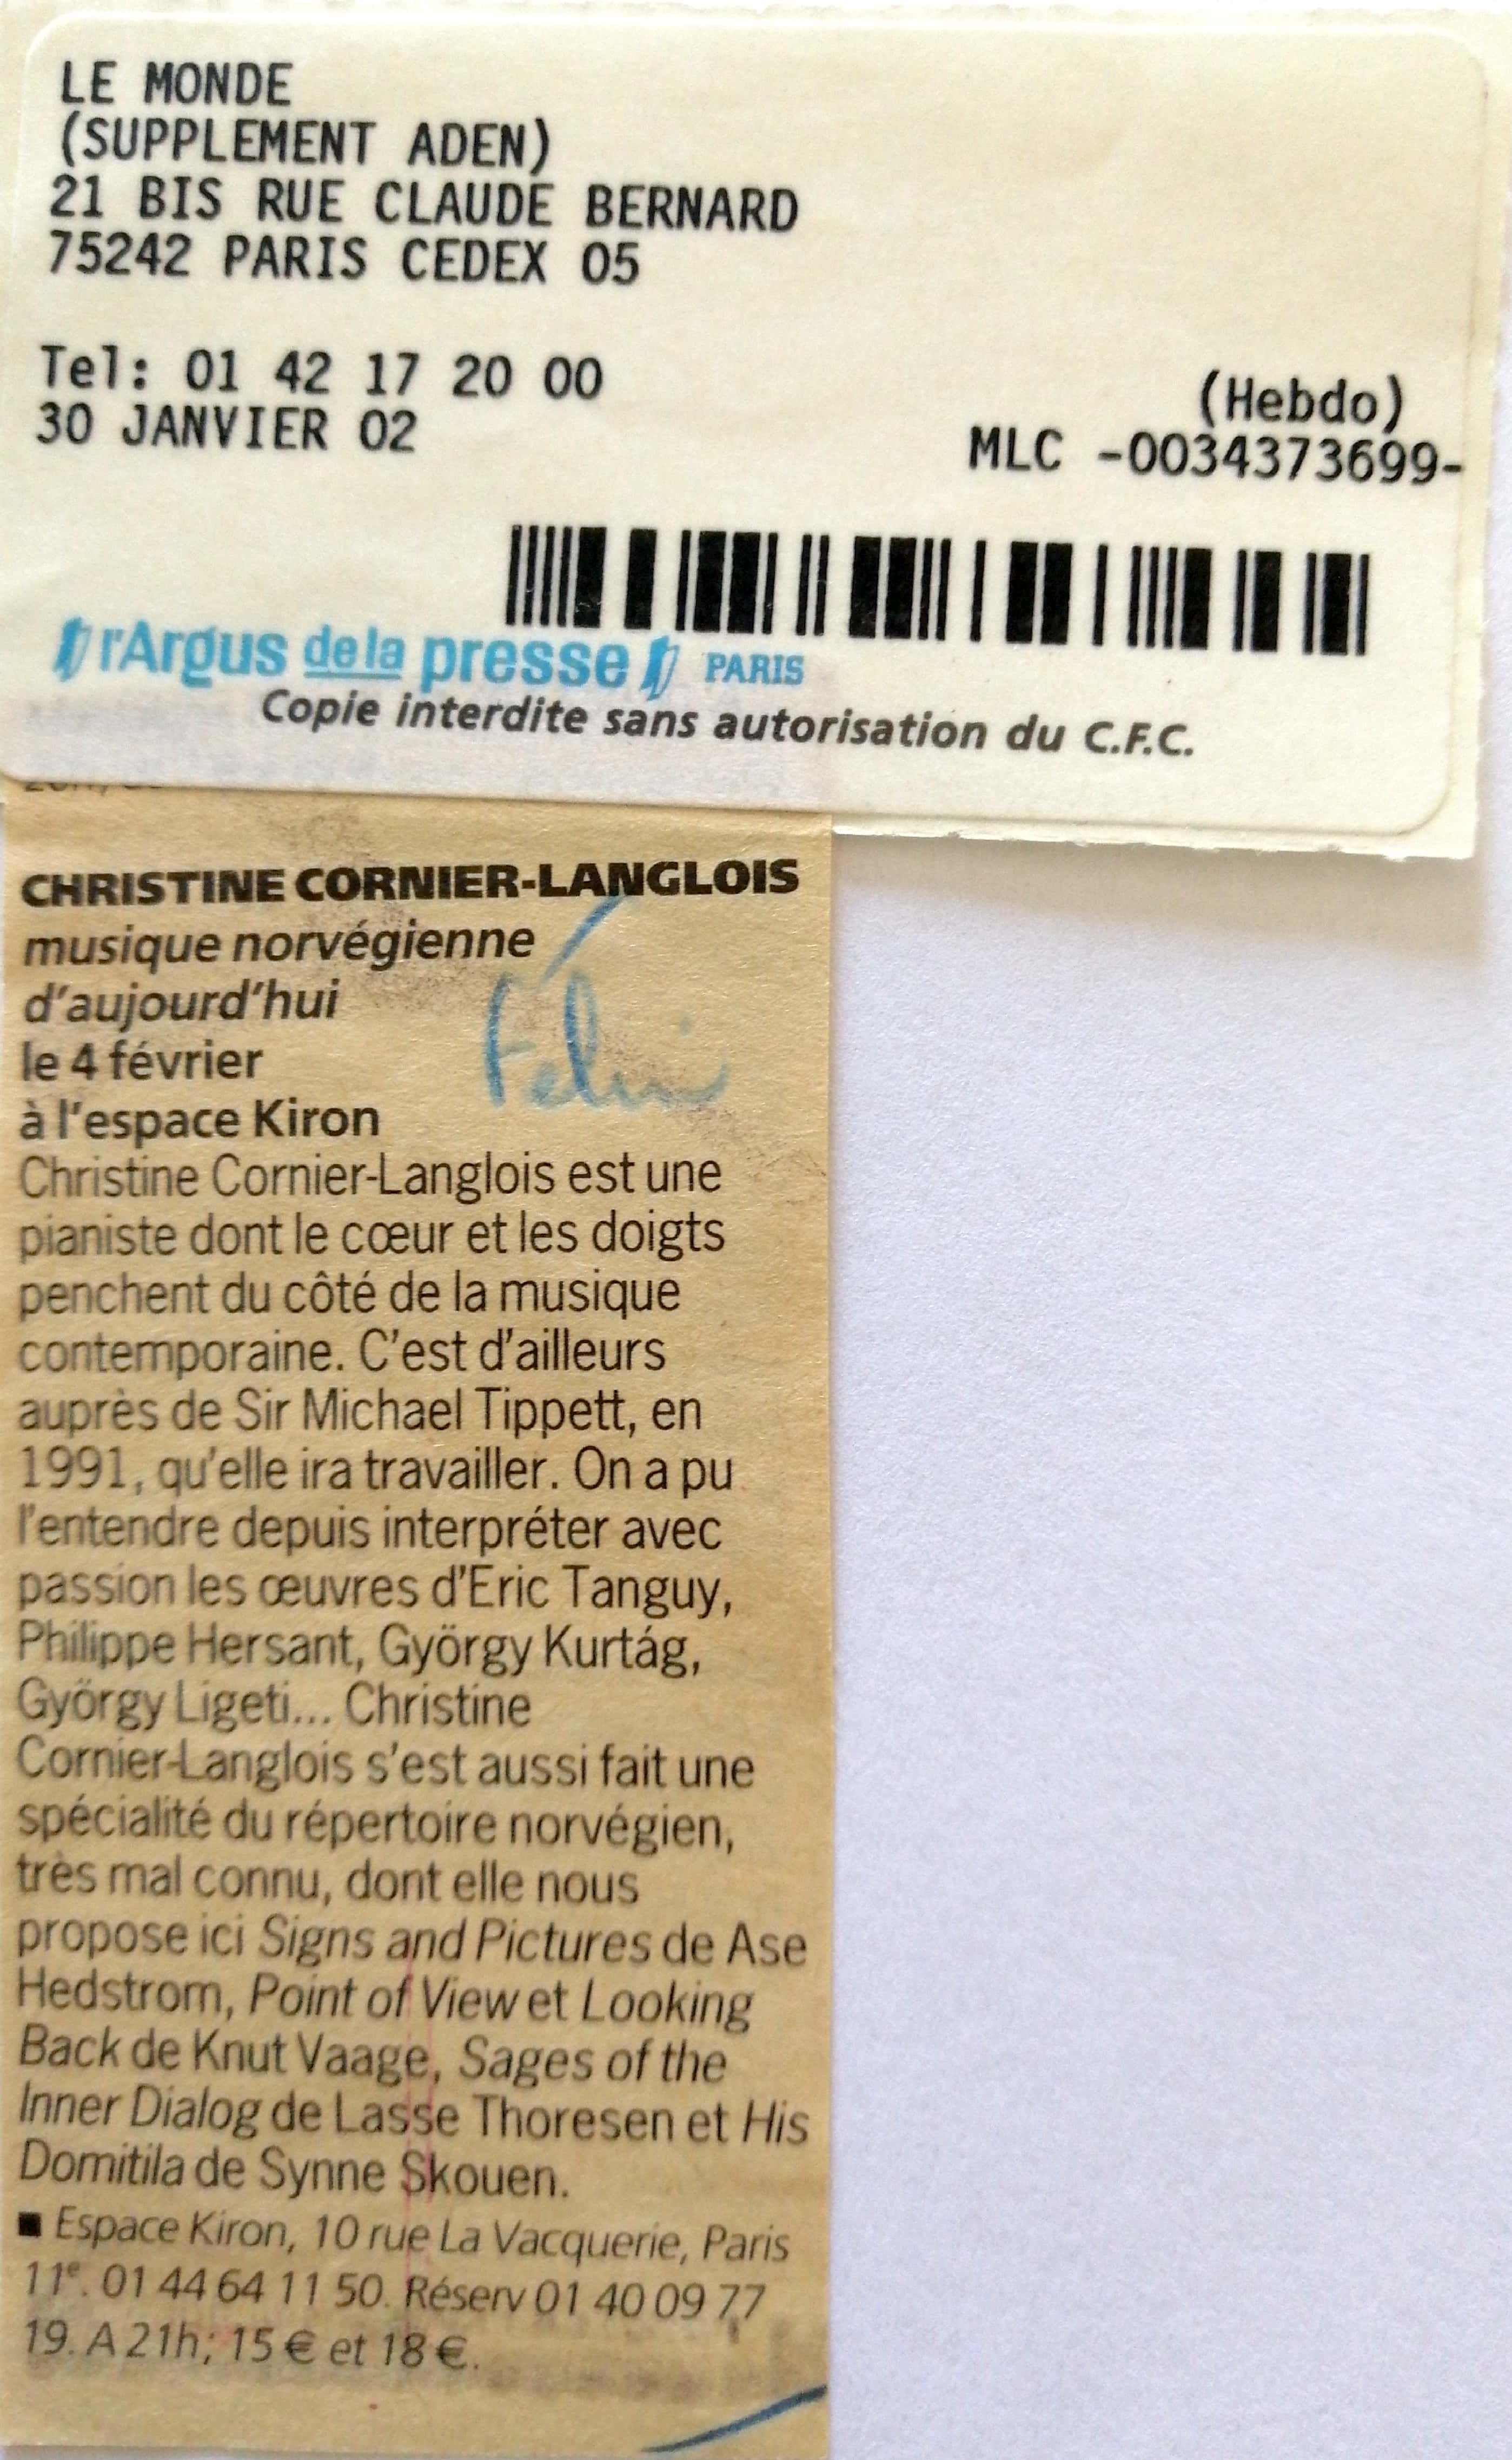 LE MONDE
(SUPPLEMENT ADEN)
21 BIS RUE CLAUDE BERNARD
75242 PARIS CEDEX 05
Tel: 01 42 17 20 00
30 JANVIER 02
(Hebdo)
MLC -0034373699-
l'Argus de la presse PARIS
Copie interdite sans autorisation du C.F.C.
CHRISTINE CORNIER-LANGLOIS
musique norvégienne
d'aujourd'hui
le 4 février
à l'espace Kiron
Christine Cornier-Langlois est une
pianiste dont le cœur et les doigts
penchent du côté de la musique
contemporaine. C'est d'ailleurs
auprès de Sir Michael Tippett, en
1991, qu'elle ira travailler. On a pu
l'entendre depuis interpréter avec
passion les œuvres d'Eric Tanguy,
Philippe Hersant, György Kurtág,
György Ligeti... Christine
Cornier-Langlois s'est aussi fait une
spécialité du répertoire norvégien,
très mal connu, dont elle nous
propose ici Signs and Pictures de Ase
Hedstrom, Point of View et Looking
Back de Knut Vaage, Sages of the
Inner Dialog de Lasse Thoresen et His
Domitila de Synne Skouen.
■ Espace Kiron, 10 rue La Vacquerie, Paris
11e. 01 44 64 11 50. Réserv 01 40 09 77
19. A 21h; 15 € et 18 €.